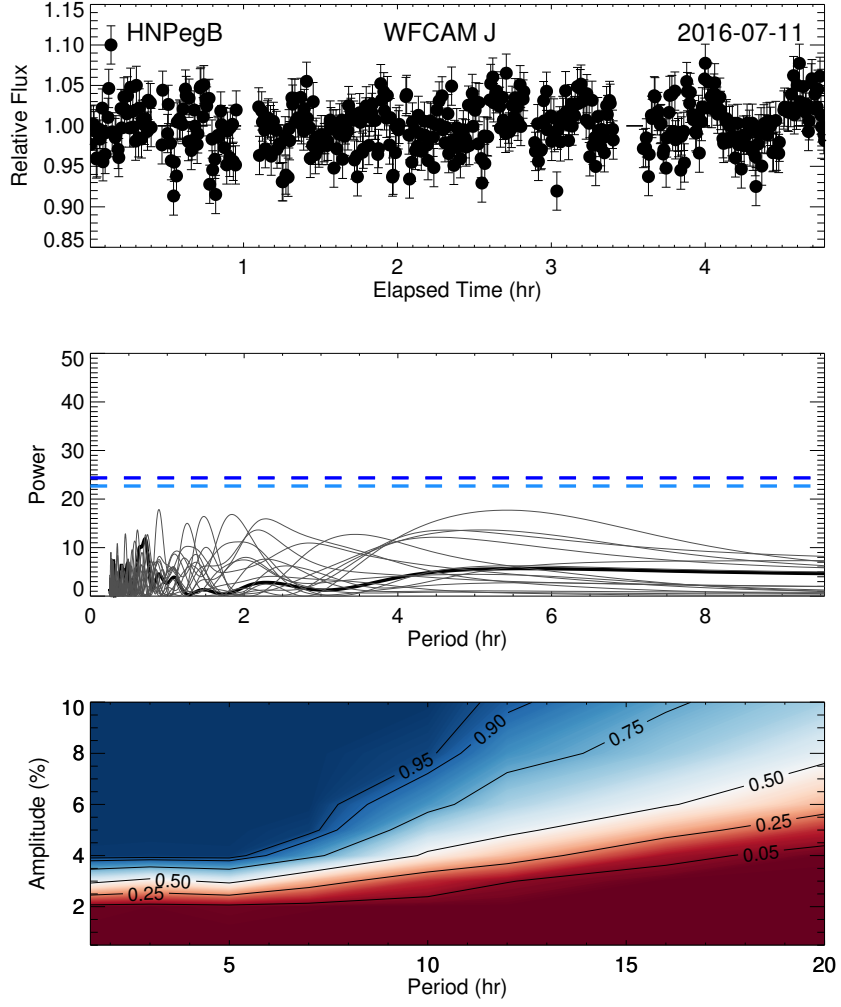 HNPegB WFCAM J 2016-07-11
1.15
1.10
1.05
1.00
0.95
0.90
0.85
Relative Flux
1 2 3 4
Elapsed Time (hr)
50
40
30
20
10
0
Power
0 2 4 6 8
Period (hr)
10
8
6
4
2
Amplitude (%)
0.95
0.90
0.75
0.50
0.25
0.05
0.50
0.25
5 10 15 20
Period (hr)